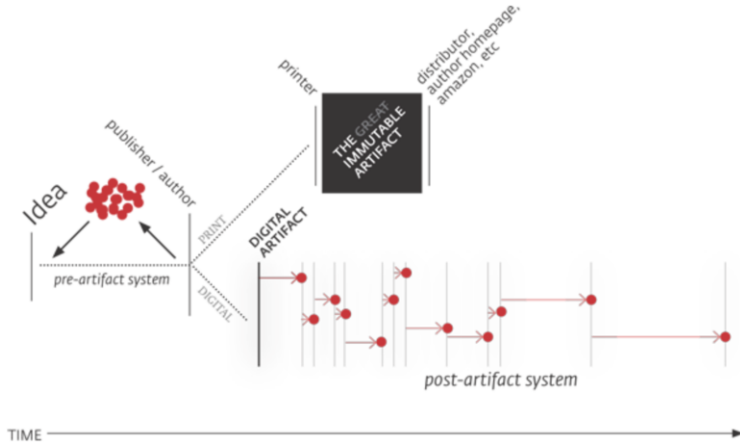 Idea
pre-artifact system
publisher / author
PRINT
DIGITAL
printer
THE GREAT
IMMUTABLE
ARTIFACT
distributor,
author homepage,
amazon, etc
DIGITAL
ARTIFACT
post-artifact system
TIME